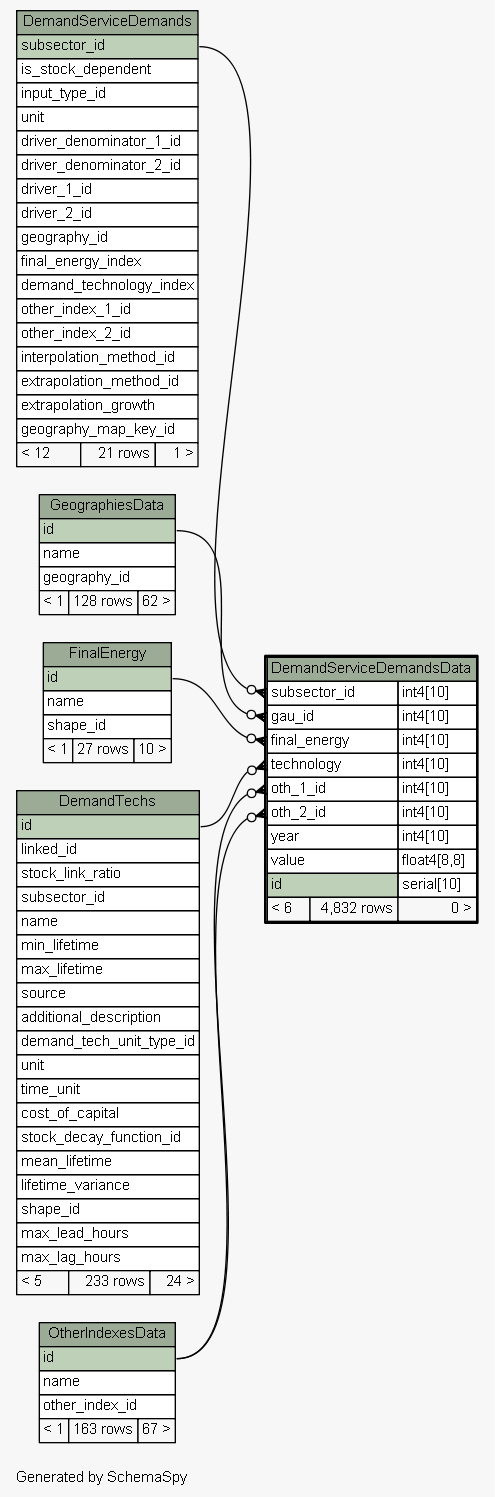 DemandServiceDemands
subsector_id
is_stock_dependent
input_type_id
unit
driver_denominator_1_id
driver_denominator_2_id
driver_1_id
driver_2_id
geography_id
final_energy_index
demand_technology_index
other_index_1_id
other_index_2_id
interpolation_method_id
extrapolation_method_id
extrapolation_growth
geography_map_key_id
< 12 21 rows 1 >
GeographiesData
id
name
geography_id
< 1 128 rows 62 >
FinalEnergy
id
name
shape_id
< 1 27 rows 10 >
DemandTechs
id
linked_id
stock_link_ratio
subsector_id
name
min_lifetime
max_lifetime
source
additional_description
demand_tech_unit_type_id
unit
time_unit
cost_of_capital
stock_decay_function_id
mean_lifetime
lifetime_variance
shape_id
max_lead_hours
max_lag_hours
< 5 233 rows 24 >
OtherIndexesData
id
name
other_index_id
< 1 163 rows 67 >
DemandServiceDemandsData
subsector_id int4[10]
gau_id int4[10]
final_energy int4[10]
technology int4[10]
oth_1_id int4[10]
oth_2_id int4[10]
year int4[10]
value float4[8,8]
id serial[10]
< 6 4,832 rows 0 >
Generated by SchemaSpy